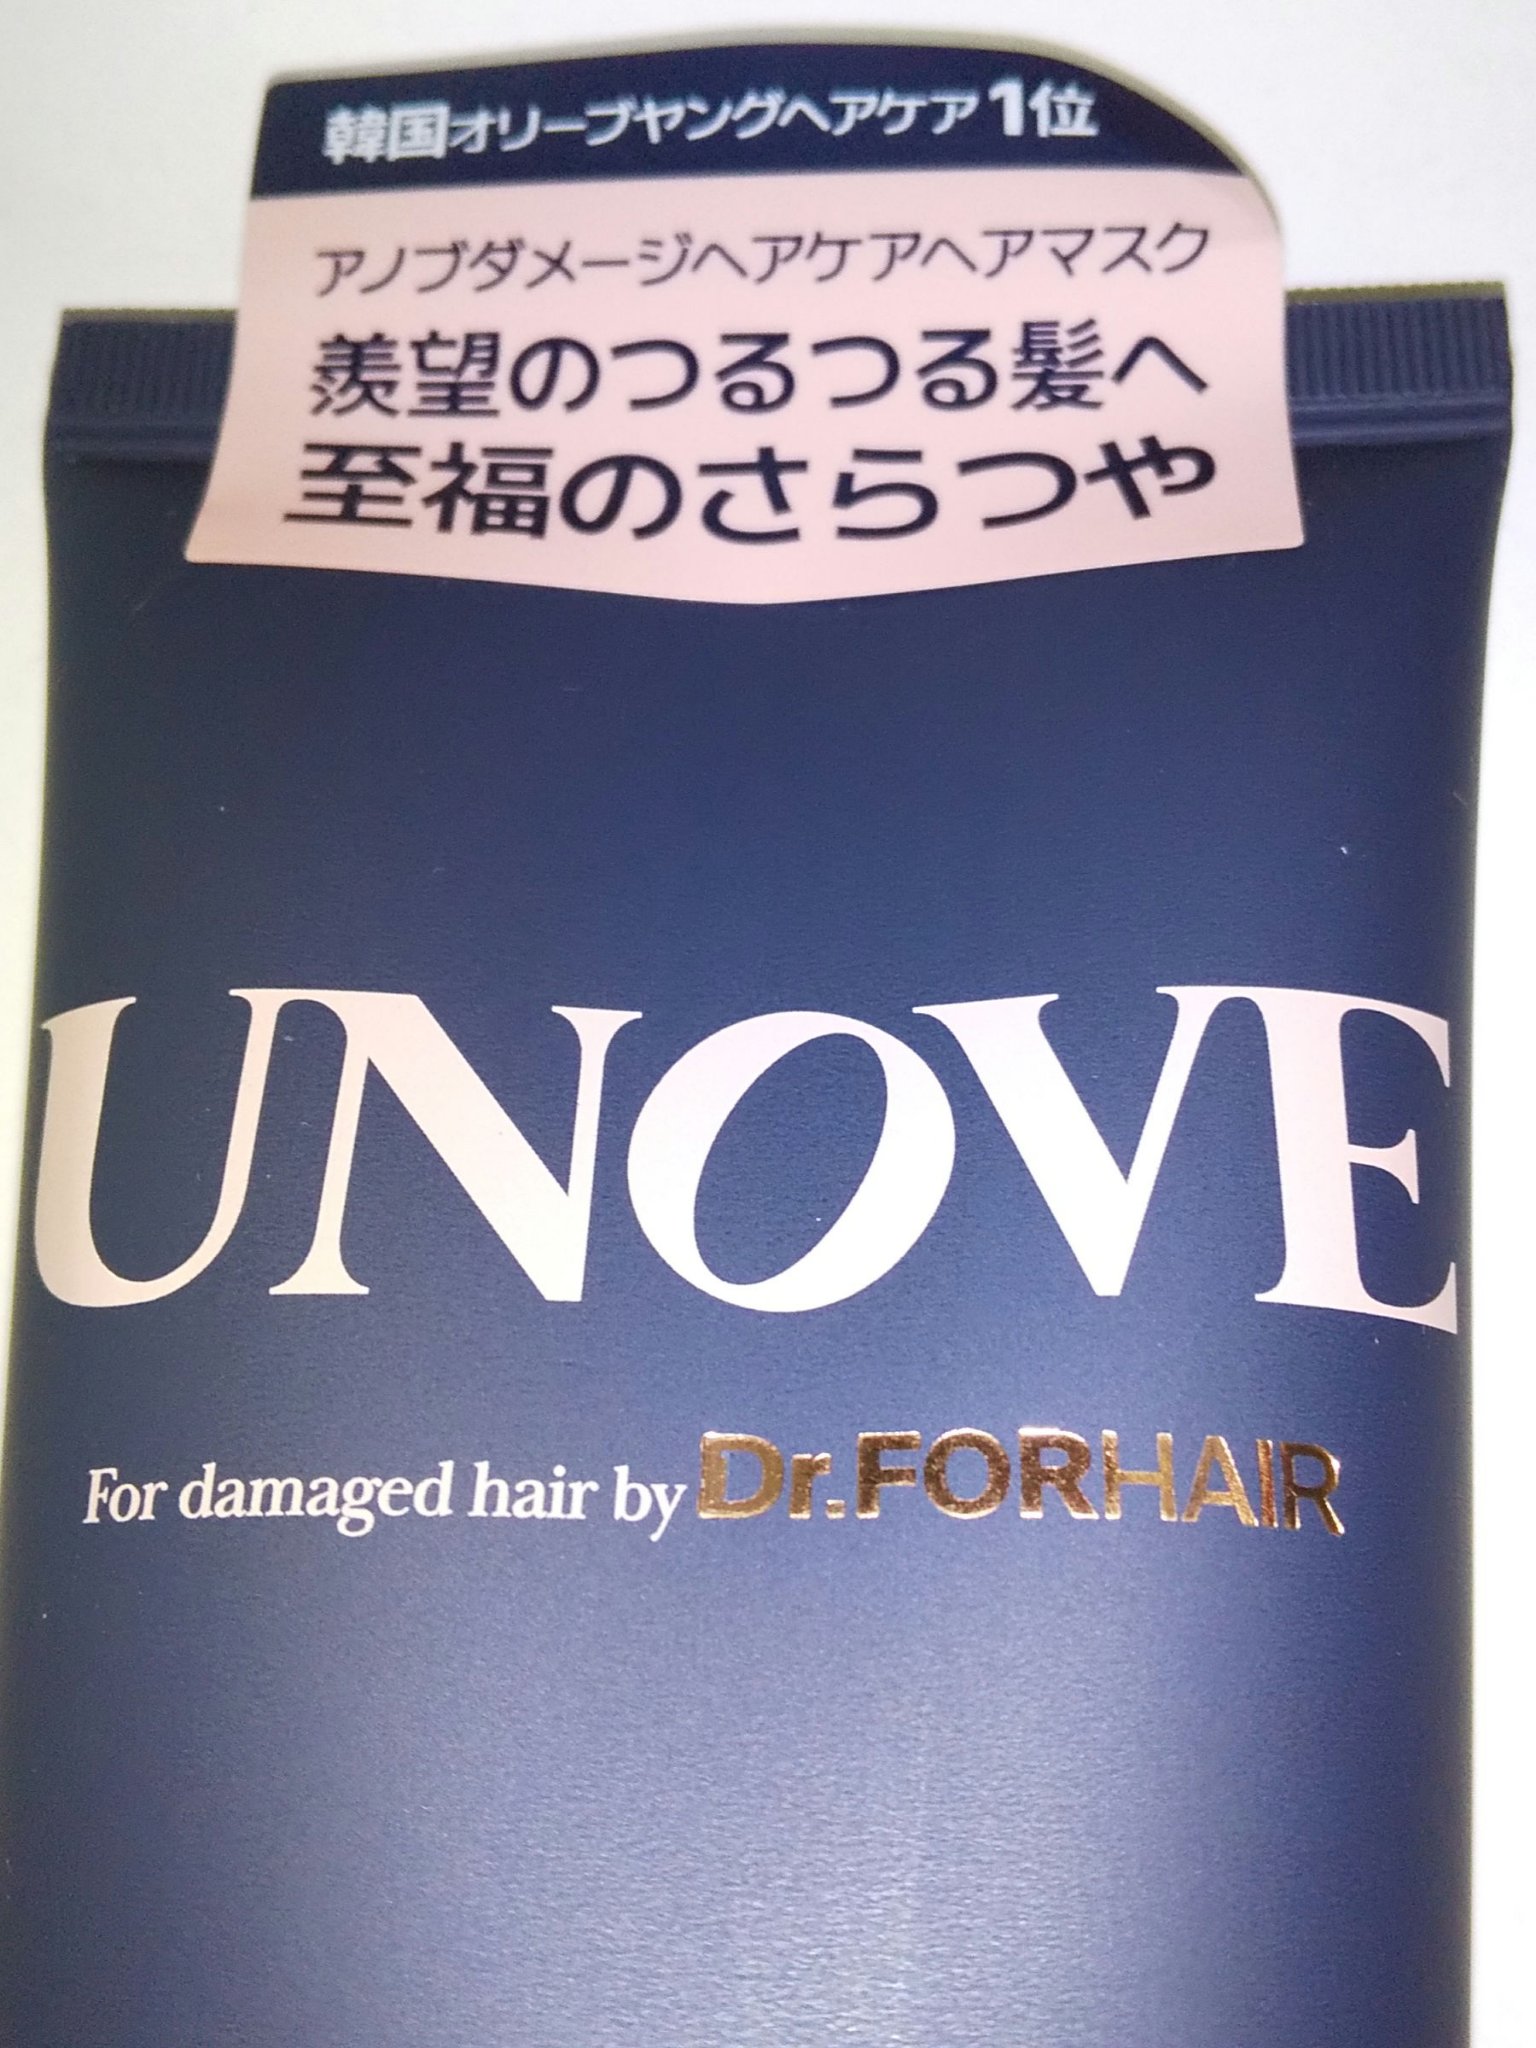 韓国オリーブヤングヘアケア1位
アノブダメージヘアケアヘアマスク
羨望のつるつる髪へ
至福のさらつや
UNOVE
For damaged hair by Dr.FORHAIR